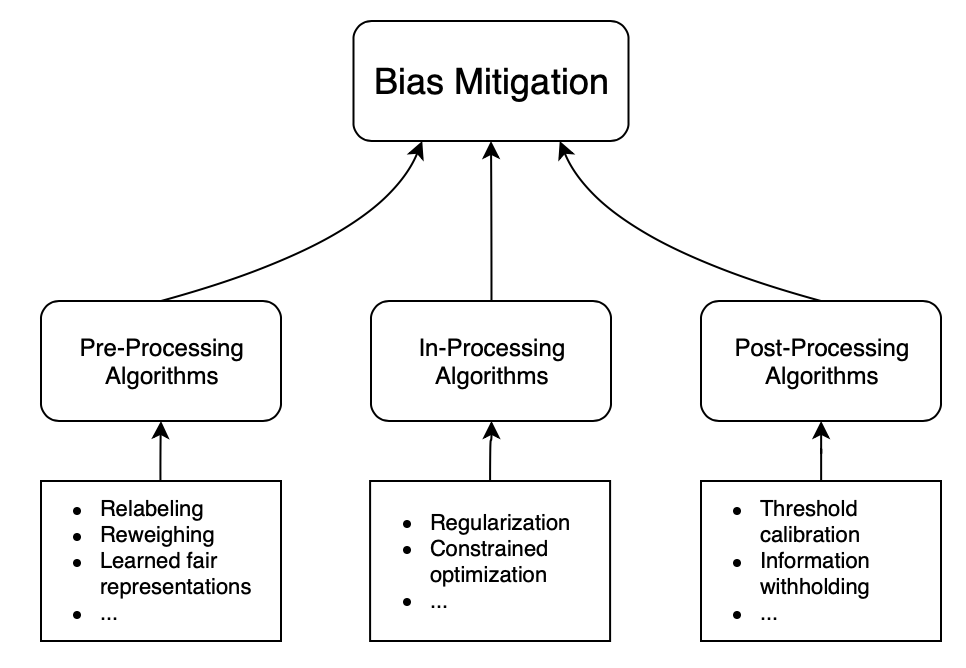 Bias Mitigation
Pre-Processing
Algorithms
In-Processing
Algorithms
Post-Processing
Algorithms
• Relabeling
• Reweighing
• Learned fair
representations
• ...
• Regularization
• Constrained
optimization
• ...
• Threshold
calibration
• Information
withholding
• ...